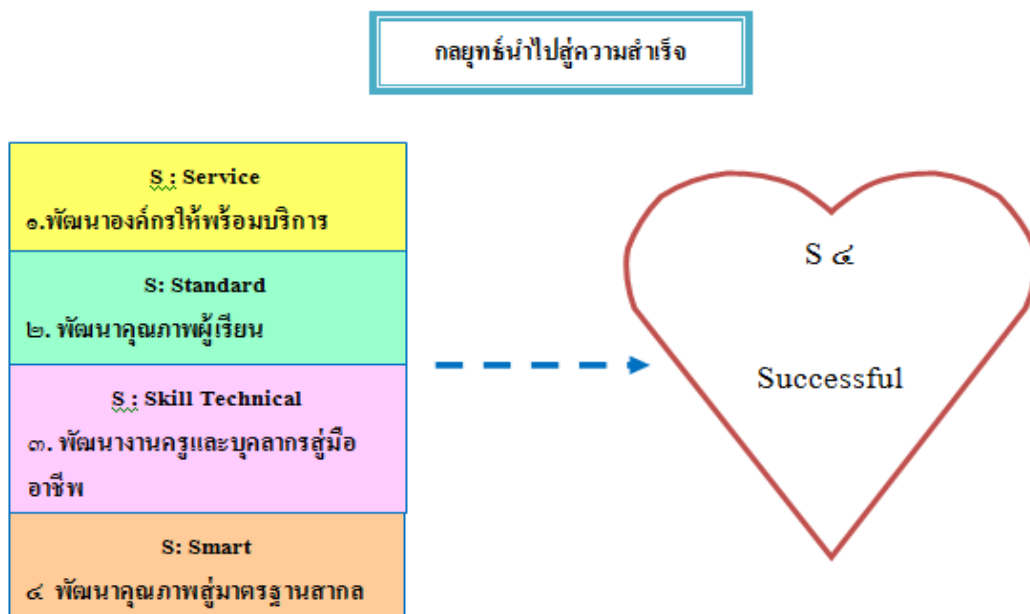 กลยุทธ์นำไปสู่ความสำเร็จ
S : Service
๑.พัฒนาองค์กรให้พร้อมบริการ
S: Standard
๒. พัฒนาคุณภาพผู้เรียน
S : Skill Technical
๓. พัฒนางานครูและบุคลากรสู่มือ
อาชีพ
S: Smart
๔ พัฒนาคุณภาพสู่มาตรฐานสากล
S ๔
Successful